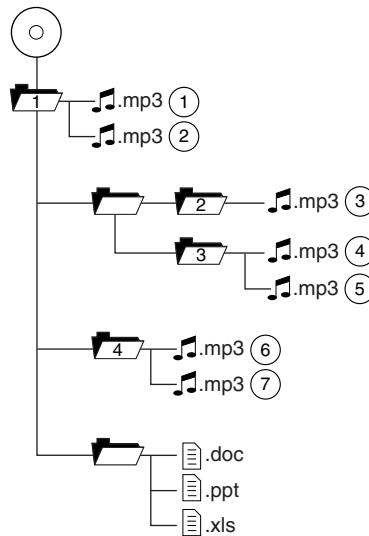 1 .mp3 1
.mp3 2
2 .mp3 3
3 .mp3 4
.mp3 5
4 .mp3 6
.mp3 7
.doc
.ppt
.xls